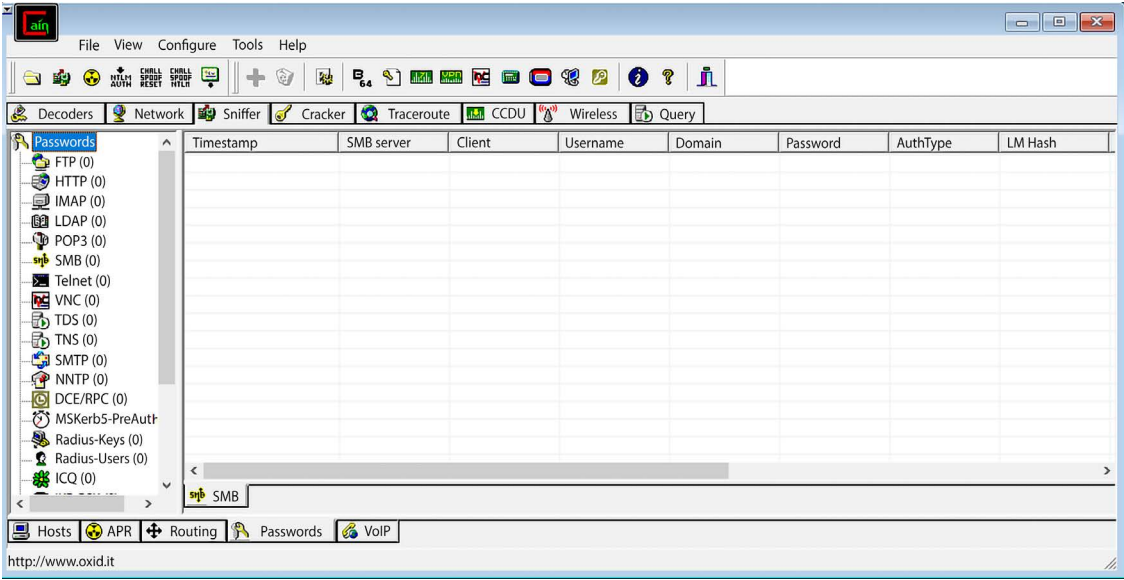 Cain
File View Configure Tools Help
NTLM AUTH CHALL SPOOF RESET CHALL SPOOF NTLM B 64
Decoders Network Sniffer Cracker Traceroute CCDU Wireless Query
Passwords Timestamp SMB server Client Username Domain Password AuthType LM Hash
FTP (0)
HTTP (0)
IMAP (0)
LDAP (0)
POP3 (0)
SMB (0)
Telnet (0)
VNC (0)
TDS (0)
TNS (0)
SMTP (0)
NNTP (0)
DCE/RPC (0)
MSKerb5-PreAuth
Radius-Keys (0)
Radius-Users (0)
ICQ (0)
SMB
Hosts APR Routing Passwords VoIP
http://www.oxid.it